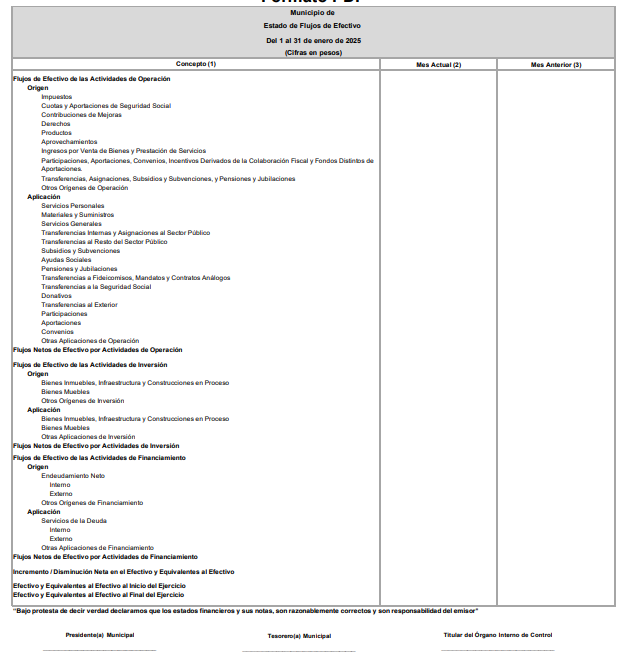 Municipio de
Estado de Flujos de Efectivo
Del 1 al 31 de enero de 2025
(Cifras en pesos)
Concepto (1) Mes Actual (2) Mes Anterior (3)
Flujos de Efectivo de las Actividades de Operación
Origen
Impuestos
Cuotas y Aportaciones de Seguridad Social
Contribuciones de Mejoras
Derechos
Productos
Aprovechamientos
Ingresos por Venta de Bienes y Prestación de Servicios
Participaciones, Aportaciones, Convenios, Incentivos Derivados de la Colaboración Fiscal y Fondos Distintos de
Aportaciones.
Transferencias, Asignaciones, Subsidios y Subvenciones, y Pensiones y Jubilaciones
Otros Orígenes de Operación
Aplicación
Servicios Personales
Materiales y Suministros
Servicios Generales
Transferencias Internas y Asignaciones al Sector Público
Transferencias al Resto del Sector Público
Subsidios y Subvenciones
Ayudas Sociales
Pensiones y Jubilaciones
Transferencias a Fideicomisos, Mandatos y Contratos Análogos
Transferencias a la Seguridad Social
Donativos
Transferencias al Exterior
Participaciones
Aportaciones
Convenios
Otras Aplicaciones de Operación
Flujos Netos de Efectivo por Actividades de Operación
Flujos de Efectivo de las Actividades de Inversión
Origen
Bienes Inmuebles, Infraestructura y Construcciones en Proceso
Bienes Muebles
Otros Orígenes de Inversión
Aplicación
Bienes Inmuebles, Infraestructura y Construcciones en Proceso
Bienes Muebles
Otras Aplicaciones de Inversión
Flujos Netos de Efectivo por Actividades de Inversión
Flujos de Efectivo de las Actividades de Financiamiento
Origen
Endeudamiento Neto
Interno
Externo
Otros Orígenes de Financiamiento
Aplicación
Servicios de la Deuda
Interno
Externo
Otras Aplicaciones de Financiamiento
Flujos Netos de Efectivo por Actividades de Financiamiento
Incremento / Disminución Neta en el Efectivo y Equivalentes al Efectivo
Efectivo y Equivalentes al Efectivo al Inicio del Ejercicio
Efectivo y Equivalentes al Efectivo al Final del Ejercicio
"Bajo protesta de decir verdad declaramos que los estados financieros y sus notas, son razonablemente correctos y son responsabilidad del emisor"
Presidente(a) Municipal Tesorero(a) Municipal Titular del Órgano Interno de Control